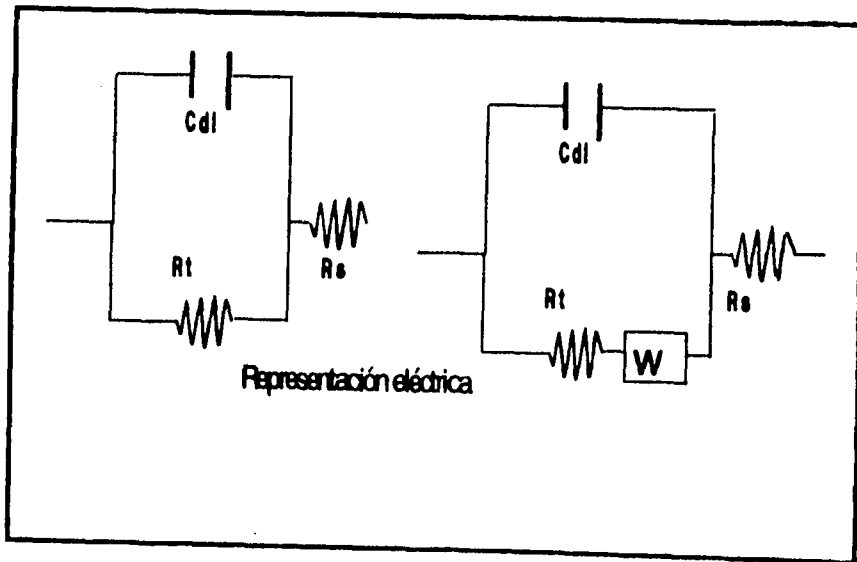 Cdl
Rt
Rs
Cdl
Rt
W
Rs
Representación eléctrica